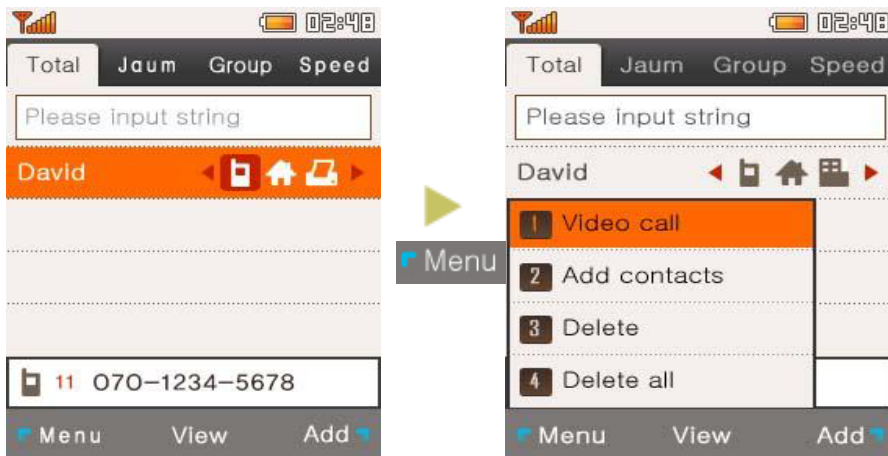 02:48
Total Jaum Group Speed
Please input string
David
11 070-1234-5678
Menu View Add
Menu
02:48
Total Jaum Group Speed
Please input string
David
1 Video call
2 Add contacts
3 Delete
4 Delete all
Menu View Add